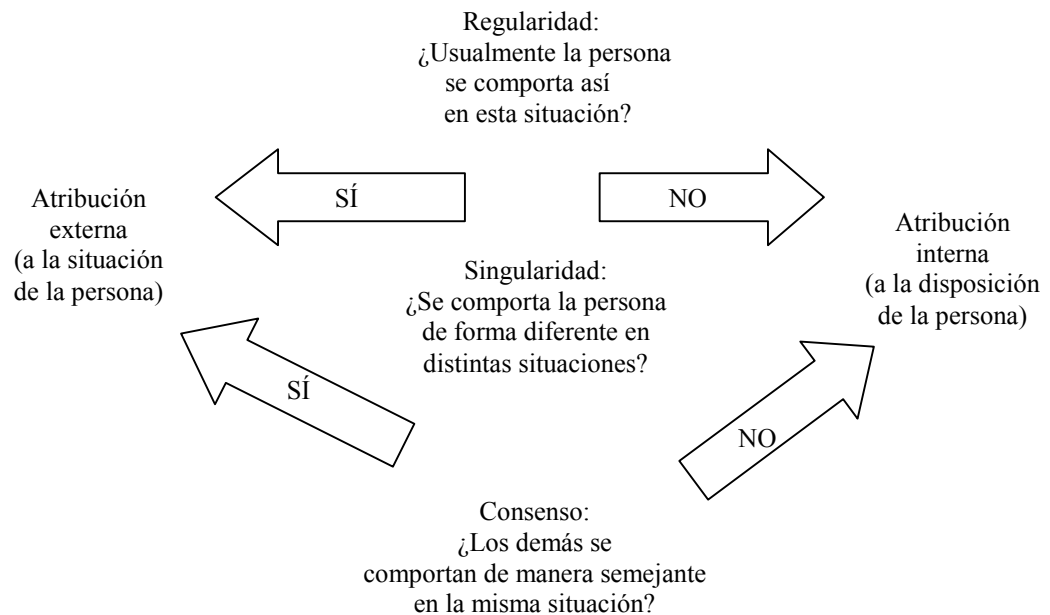 Regularidad:
¿Usualmente la persona
se comporta así
en esta situación?
SÍ
NO
Atribución
externa
(a la situación
de la persona)
Atribución
interna
(a la disposición
de la persona)
Singularidad:
¿Se comporta la persona
de forma diferente en
distintas situaciones?
SÍ
NO
Consenso:
¿Los demás se
comportan de manera semejante
en la misma situación?